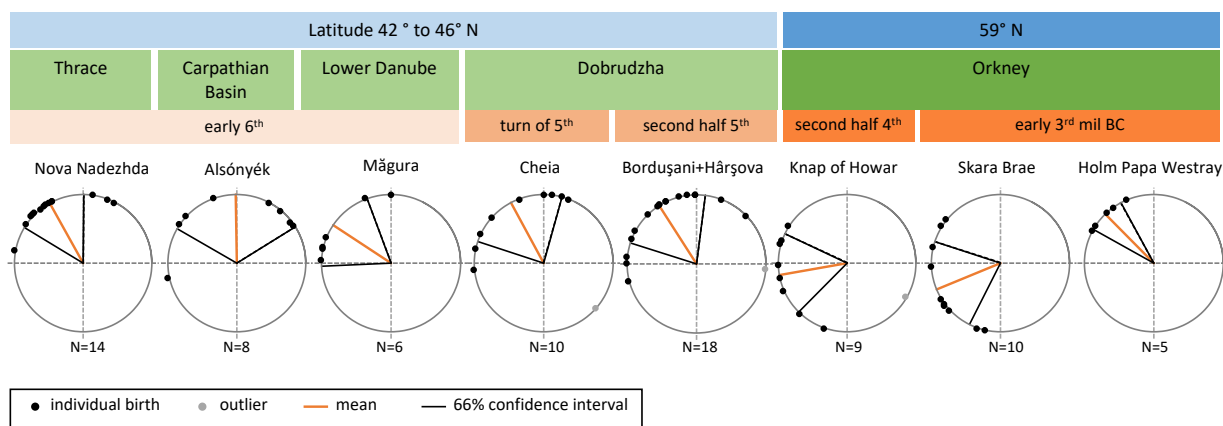 Latitude 42 ° to 46° N
59° N
Thrace
Carpathian
Basin
Lower Danube
Dobrudzha
Orkney
early 6th
turn of 5th
second half 5th
second half 4th
early 3rd mil BC
Nova Nadezhda
Alsónyék
Măgura
Cheia
Borduşani+Hârşova
Knap of Howar
Skara Brae
Holm Papa Westray
N=14
N=8
N=6
N=10
N=18
N=9
N=10
N=5
individual birth
outlier
mean
66% confidence interval